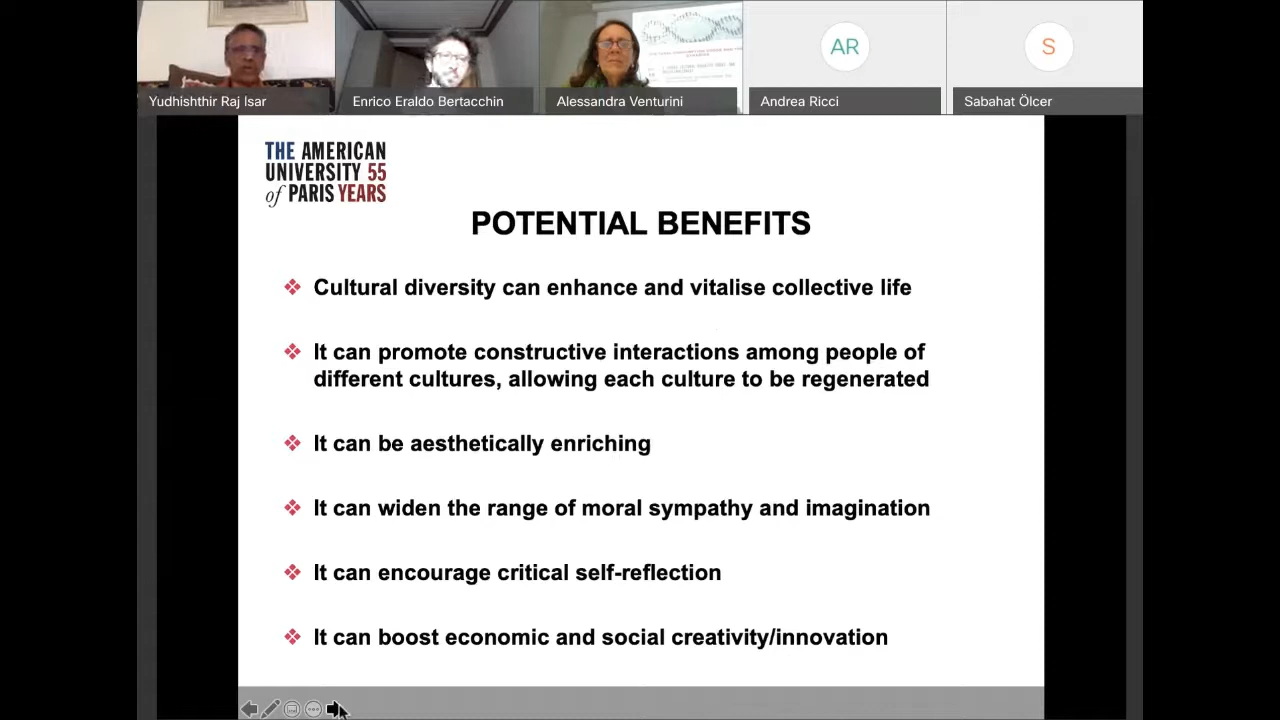 AR
S
Yudhishthir Raj Isar
Enrico Eraldo Bertacchin
Alessandra Venturini
Andrea Ricci
Sabahat Ölcer
THE AMERICAN
UNIVERSITY 55
of PARIS YEARS
POTENTIAL BENEFITS
Cultural diversity can enhance and vitalise collective life
It can promote constructive interactions among people of
different cultures, allowing each culture to be regenerated
It can be aesthetically enriching
It can widen the range of moral sympathy and imagination
It can encourage critical self-reflection
It can boost economic and social creativity/innovation